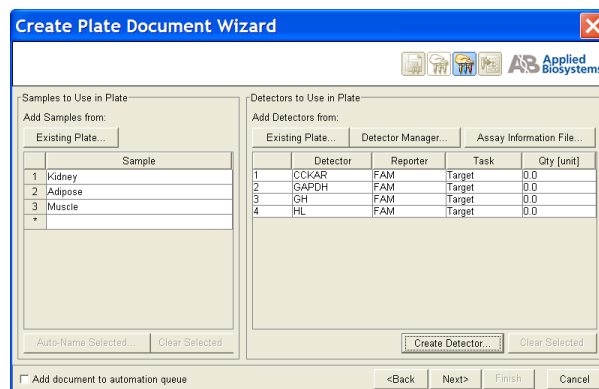 Create Plate Document Wizard
AB Applied
Biosystems
Samples to Use in Plate
Add Samples from:
Existing Plate...
Sample
1 Kidney
2 Adipose
3 Muscle
*
Auto-Name Selected... Clear Selected
Detectors to Use in Plate
Add Detectors from:
Existing Plate... Detector Manager... Assay Information File...
Detector Reporter Task Qty [unit]
1 CCKAR FAM Target 0.0
2 GAPDH FAM Target 0.0
3 GH FAM Target 0.0
4 HL FAM Target 0.0
Create Detector... Clear Selected
Add document to automation queue
<Back Next> Finish Cancel